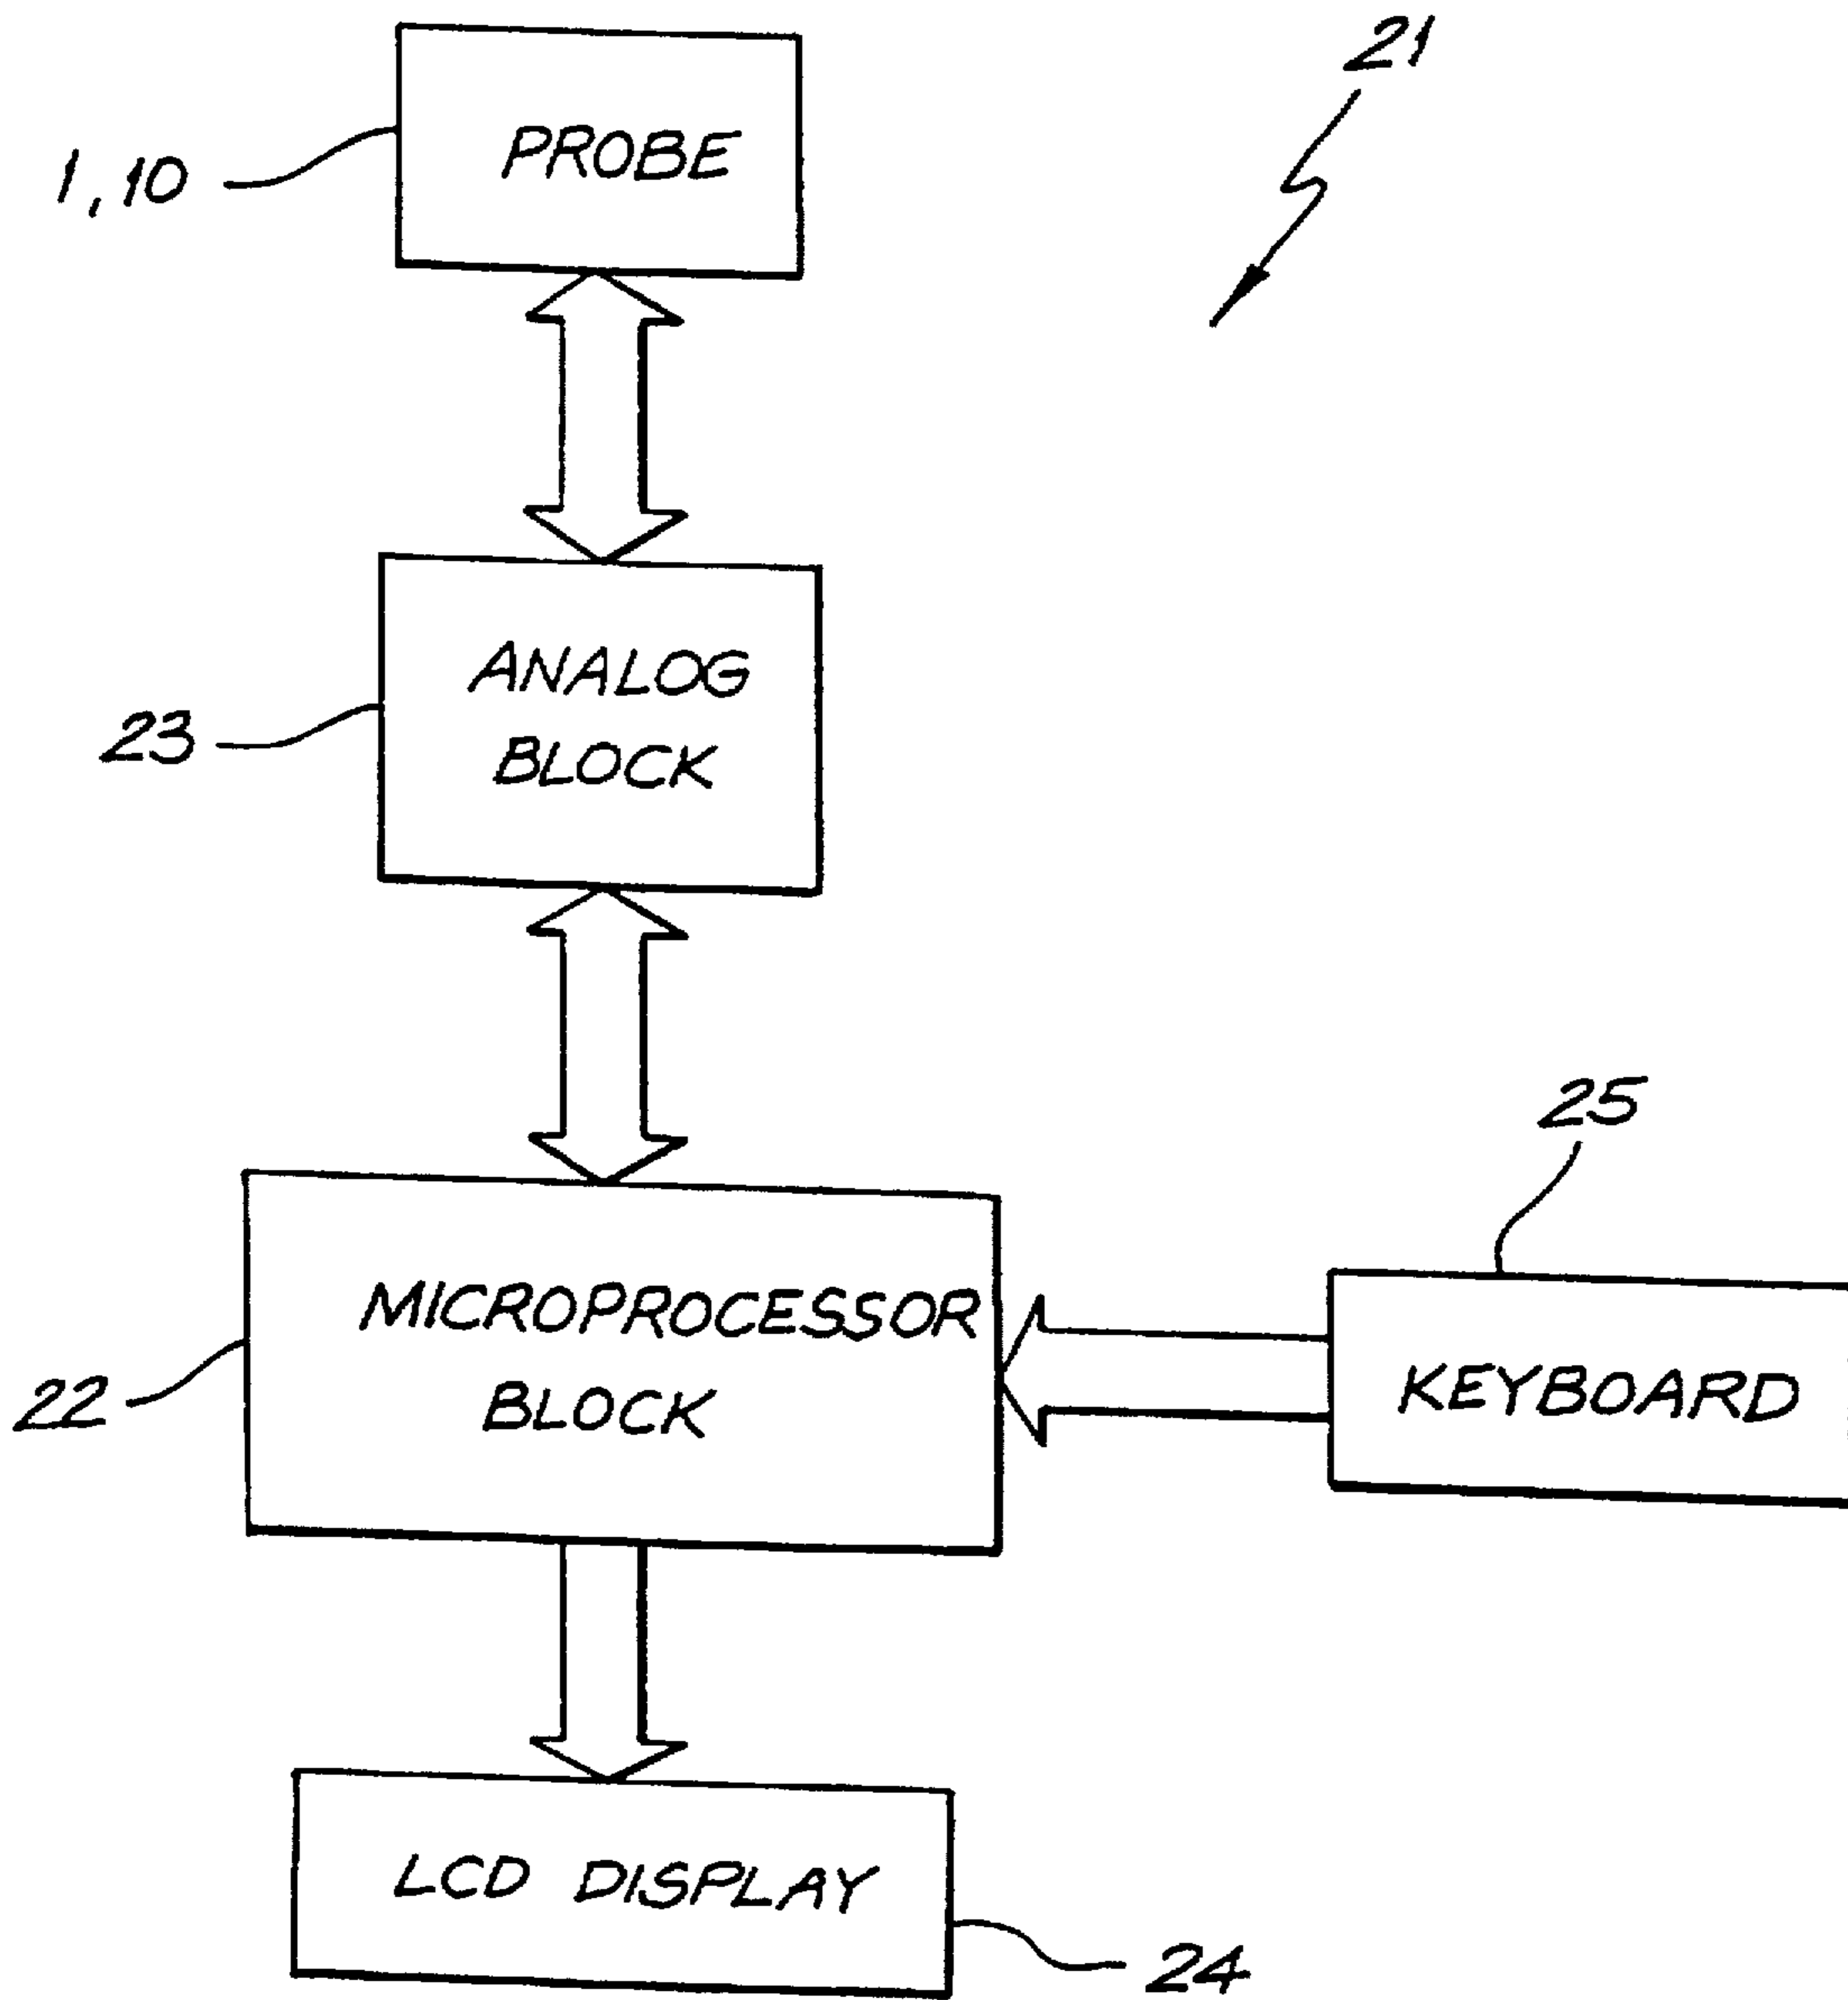 21
PROBE
1, 10
ANALOG
BLOCK
23
25
MICROPROCESSOR
BLOCK
22
KEYBOARD
LCD DISPLAY
24